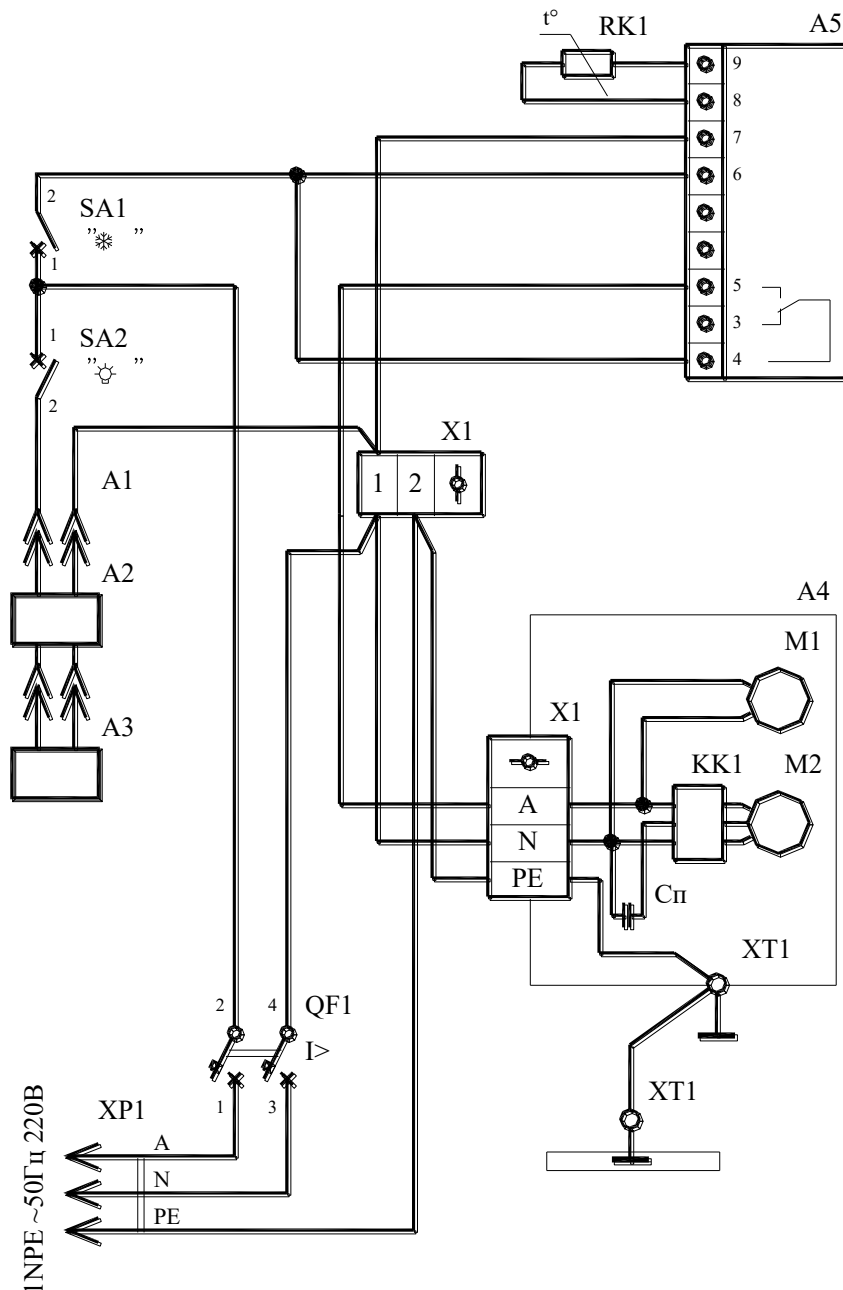 t° RK1 A5
9
8
7
6
2
SA1
” ”
1
5
3
4
1
SA2
” ”
2
X1
A1
1 2
A2
A4
M1
X1
A3
KK1 M2
A
N
PE
Сп
XT1
2 4 QF1
I>
XT1
XP1 1 3
A
N
PE
1NPE ~50Гц 220В